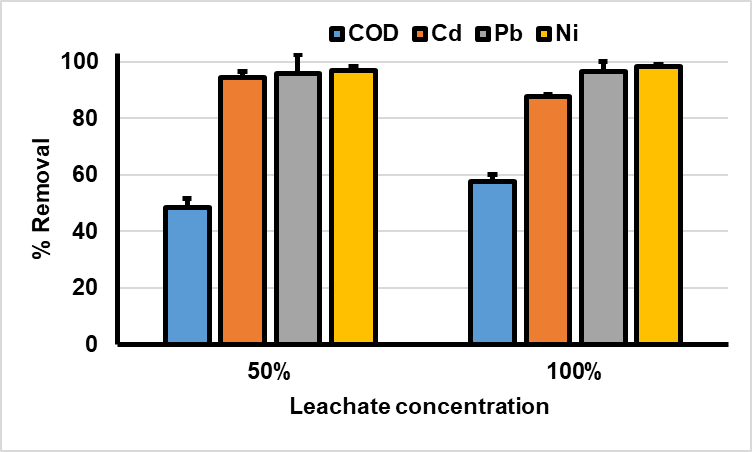 COD Cd Pb Ni
100
80
60
40
20
0
% Removal
50% 100%
Leachate concentration